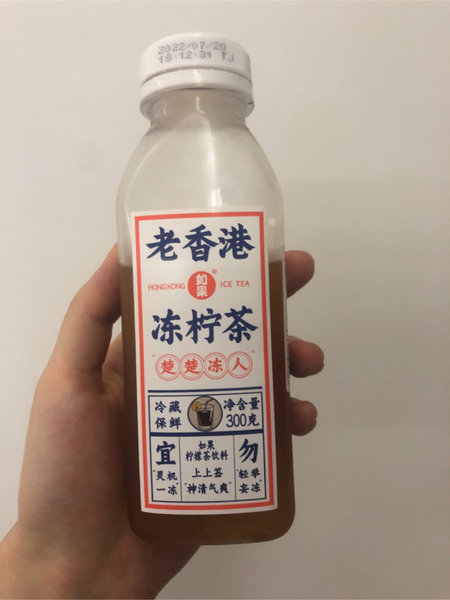 2022/07/20
18:12:31 TJ
老香港
HONG KONG 如果® ICE TEA
冻柠茶
"楚楚冻人"
冷藏
保鲜
净含量
300克
宜
"灵机
一冻"
如果
柠檬茶饮料
上上签
"神清气爽"
勿
"轻举
妄冻"